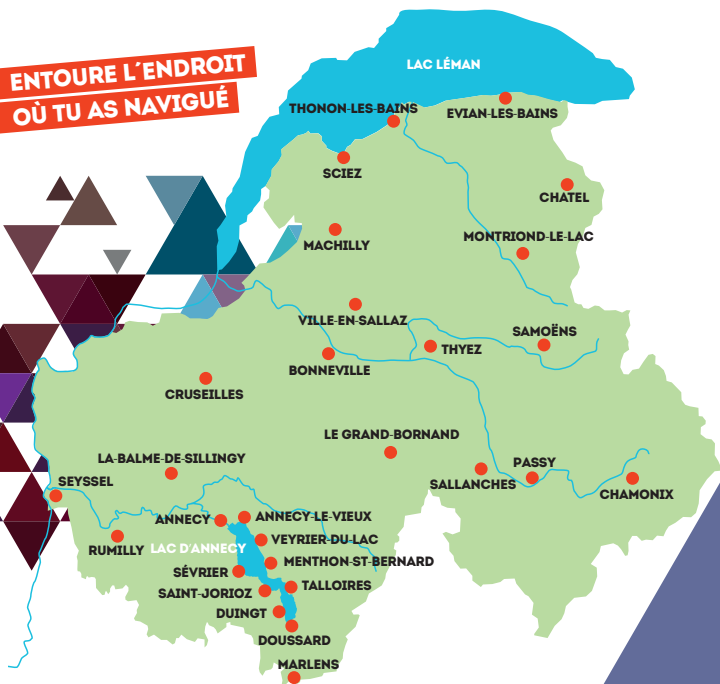 ENTOURE L´ENDROIT
OÙ TU AS NAVIGUÉ
LAC LÉMAN
THONON-LES-BAINS
EVIAN-LES-BAINS
SCIEZ
CHATEL
MACHILLY
MONTRIOND-LE-LAC
VILLE-EN-SALLAZ
SAMOËNS
THYEZ
BONNEVILLE
CRUSEILLES
LE GRAND-BORNAND
LA-BALME-DE-SILLINGY
PASSY
SEYSSEL
SALLANCHES
CHAMONIX
ANNECY
ANNECY-LE-VIEUX
VEYRIER-DU-LAC
RUMILLY
LAC D'ANNECY
MENTHON-ST-BERNARD
SÉVRIER
TALLOIRES
SAINT-JORIOZ
DUINGT
DOUSSARD
MARLENS